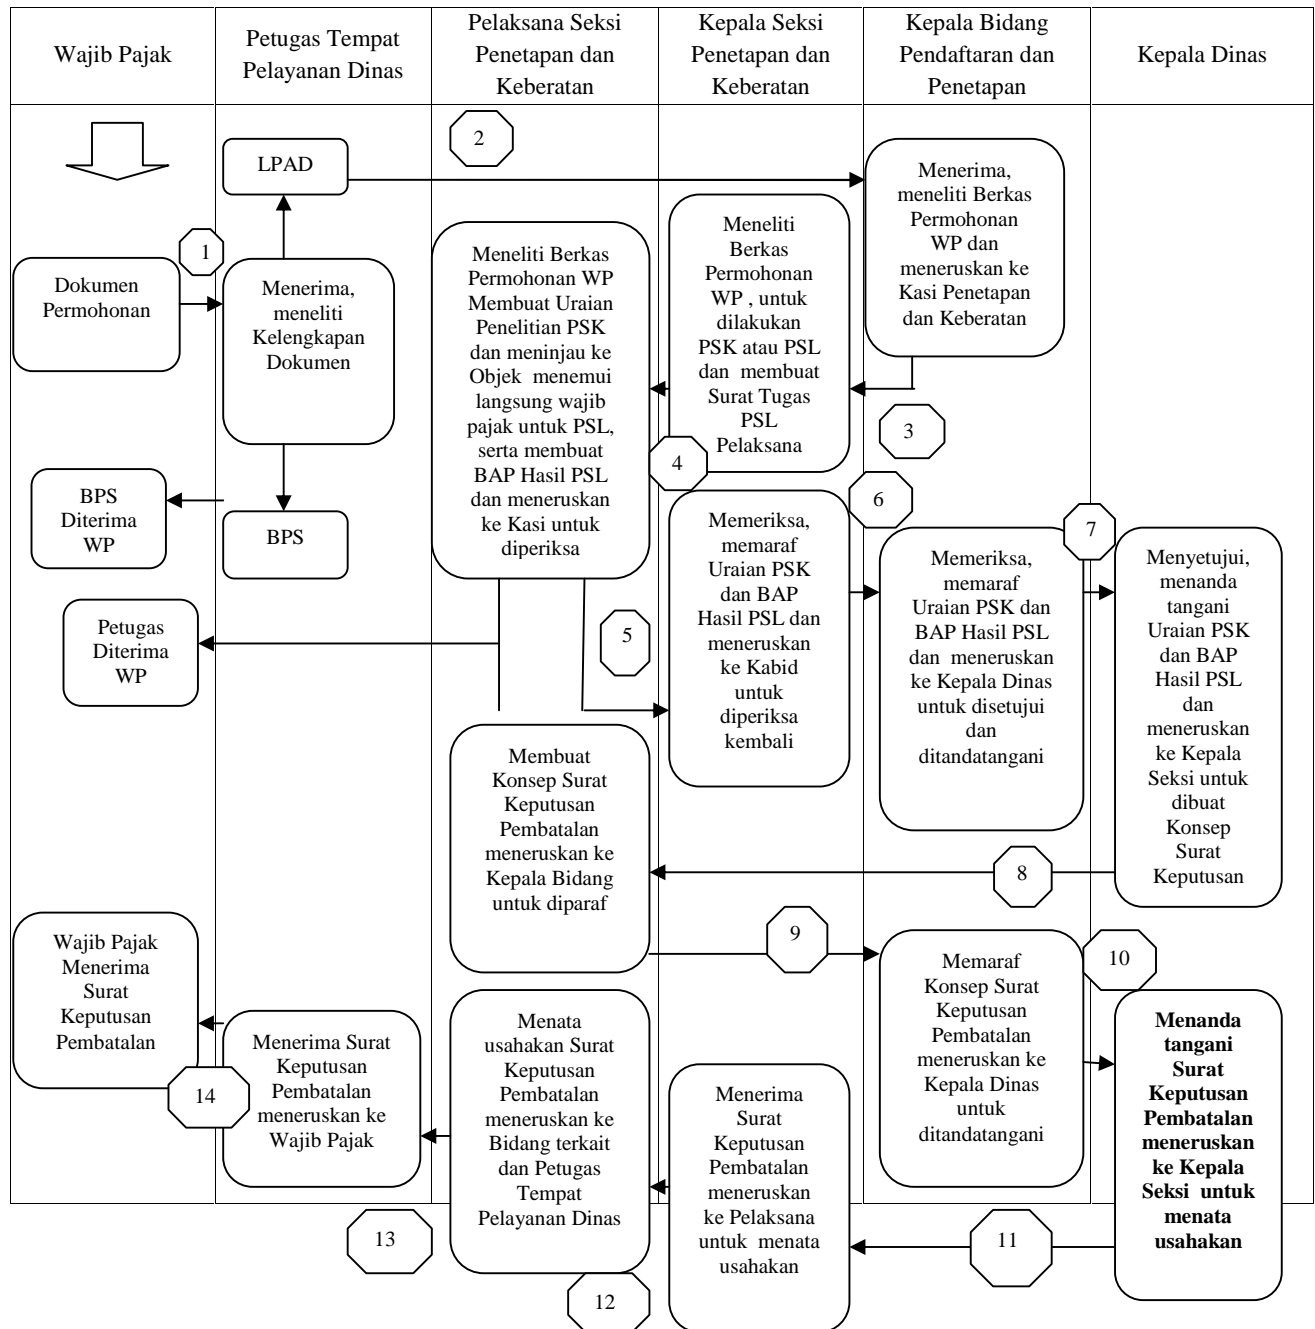 Wajib Pajak
Petugas Tempat
Pelayanan Dinas
Pelaksana Seksi
Penetapan dan
Keberatan
Kepala Seksi
Penetapan dan
Keberatan
Kepala Bidang
Pendaftaran dan
Penetapan
Kepala Dinas
2
LPAD
Menerima,
meneliti Berkas
Permohonan
WP dan
meneruskan ke
Kasi Penetapan
dan Keberatan
1
Dokumen
Permohonan
Menerima,
meneliti
Kelengkapan
Dokumen
Meneliti Berkas
Permohonan WP
Membuat Uraian
Penelitian PSK
dan meninjau ke
Objek menemui
langsung wajib
pajak untuk PSL,
serta membuat
BAP Hasil PSL
dan meneruskan
ke Kasi untuk
diperiksa
Meneliti
Berkas
Permohonan
WP , untuk
dilakukan
PSK atau PSL
dan membuat
Surat Tugas
PSL
Pelaksana
3
4
BPS
Diterima
WP
BPS
6
7
Memeriksa,
memaraf
Uraian PSK
dan BAP
Hasil PSL dan
meneruskan
ke Kabid
untuk
diperiksa
kembali
Memeriksa,
memaraf
Uraian PSK dan
BAP Hasil PSL
dan meneruskan
ke Kepala Dinas
untuk disetujui
dan
ditandatangani
Menyetujui,
menanda
tangani
Uraian PSK
dan BAP
Hasil PSL
dan
meneruskan
ke Kepala
Seksi untuk
dibuat
Konsep
Surat
Keputusan
Petugas
Diterima
WP
5
Membuat
Konsep Surat
Keputusan
Pembatalan
meneruskan ke
Kepala Bidang
untuk diparaf
8
9
Wajib Pajak
Menerima
Surat
Keputusan
Pembatalan
Memaraf
Konsep Surat
Keputusan
Pembatalan
meneruskan ke
Kepala Dinas
untuk
ditandatangani
10
Menata
usahakan Surat
Keputusan
Pembatalan
meneruskan ke
Bidang terkait
dan Petugas
Tempat
Pelayanan Dinas
Menanda
tangani
Surat
Keputusan
Pembatalan
meneruskan
ke Kepala
Seksi untuk
menata
usahakan
Menerima Surat
Keputusan
Pembatalan
meneruskan ke
Wajib Pajak
14
Menerima
Surat
Keputusan
Pembatalan
meneruskan
ke Pelaksana
untuk menata
usahakan
13
11
12